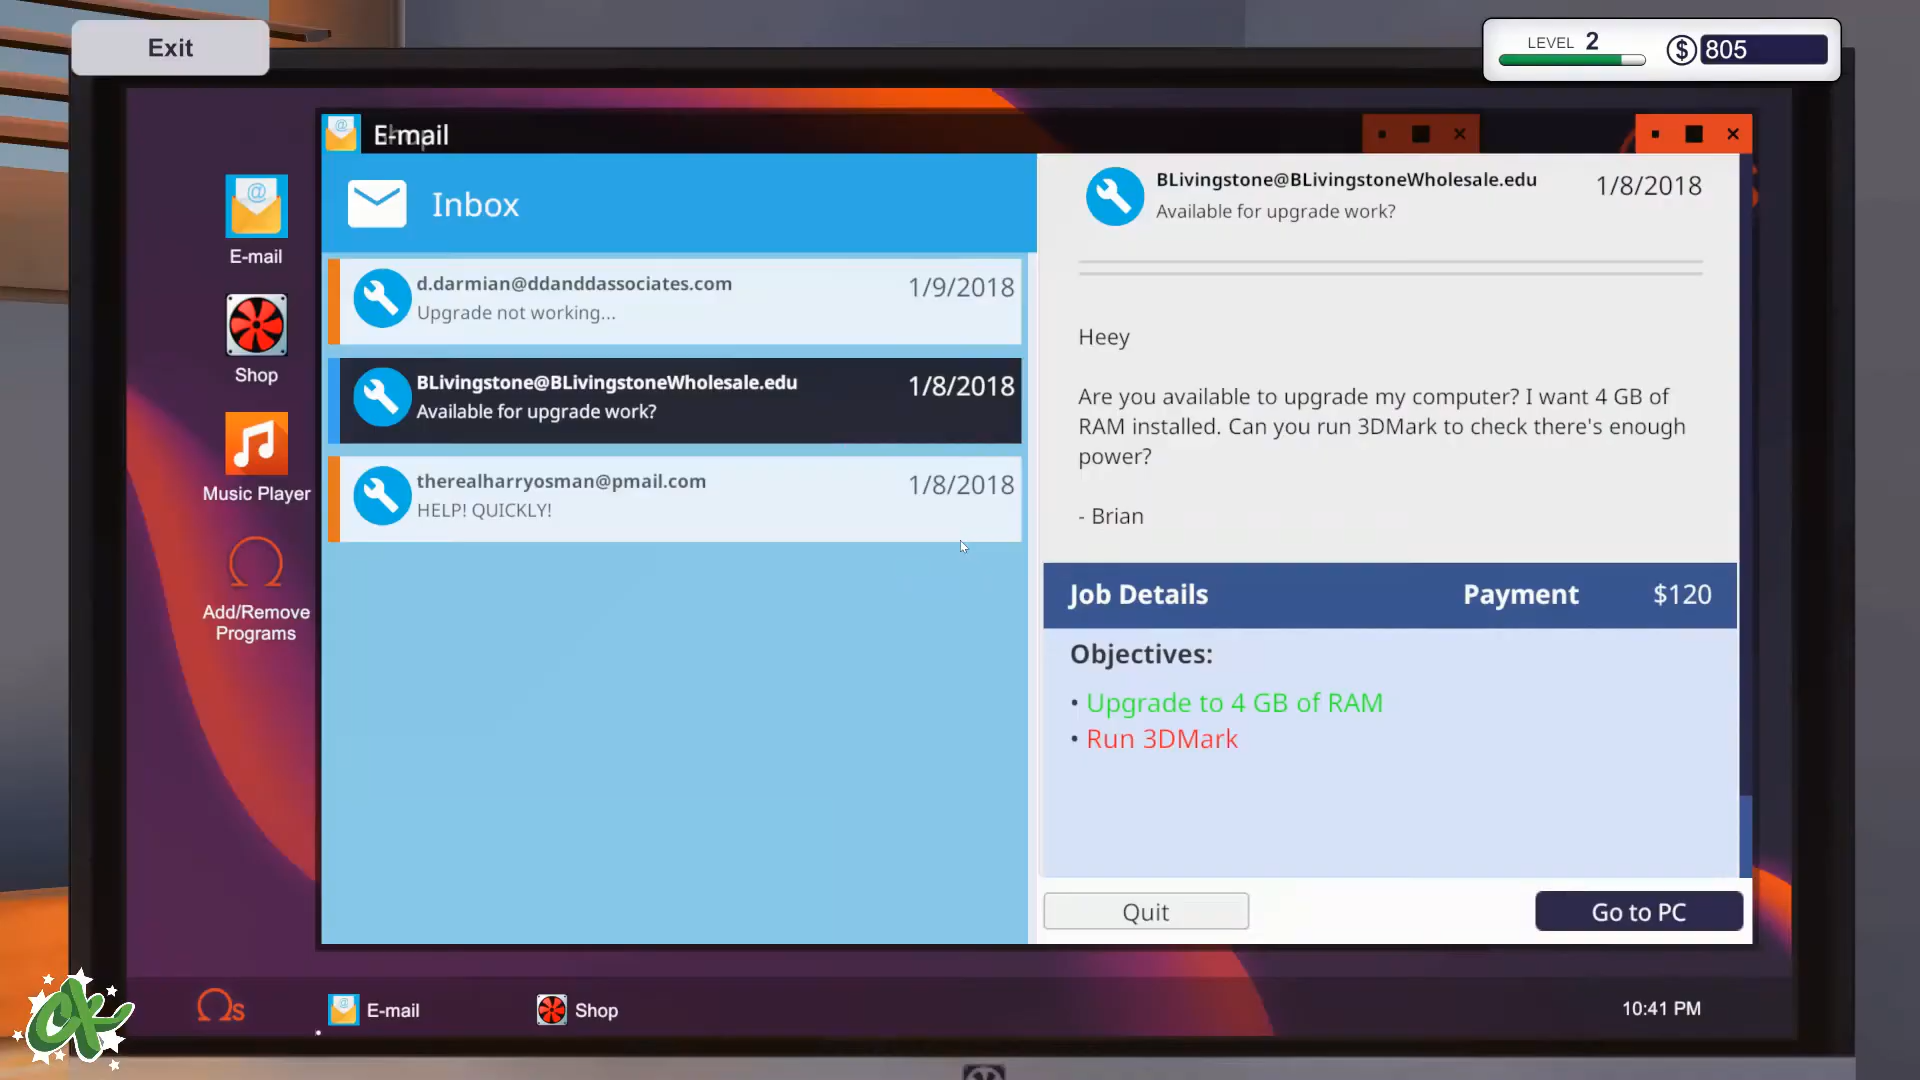 Exit
LEVEL 2
$ 805
E-mail
E-mail
Shop
Music Player
Add/Remove
Programs
Inbox
d.darmian@ddanddassociates.com
1/9/2018
Upgrade not working...
BLivingstone@BLivingstoneWholesale.edu
1/8/2018
Available for upgrade work?
therealharryosman@pmail.com
1/8/2018
HELP! QUICKLY!
BLivingstone@BLivingstoneWholesale.edu
1/8/2018
Available for upgrade work?
Heey
Are you available to upgrade my computer? I want 4 GB of
RAM installed. Can you run 3DMark to check there's enough
power?
- Brian
Job Details
Payment
$120
Objectives:
• Upgrade to 4 GB of RAM
• Run 3DMark
Quit
Go to PC
Ωs
E-mail
Shop
10:41 PM